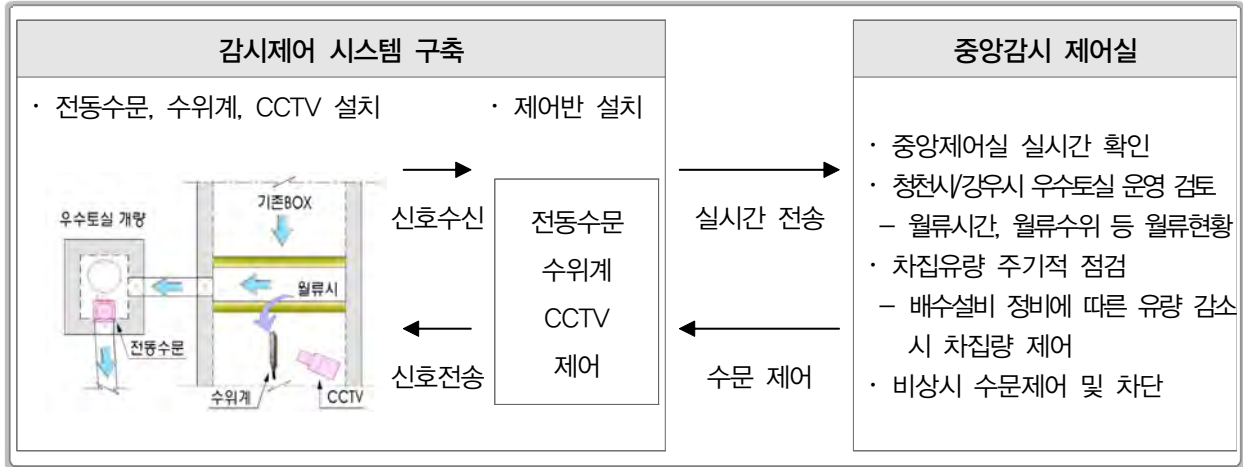 감시제어 시스템 구축
· 전동수문, 수위계, CCTV 설치
· 제어반 설치
우수토실 개량
기존BOX
월류시
전동수문
수위계
CCTV
신호수신
신호전송
전동수문
수위계
CCTV
제어
실시간 전송
수문 제어
중앙감시 제어실
· 중앙제어실 실시간 확인
· 청천시/강우시 우수토실 운영 검토
– 월류시간, 월류수위 등 월류현황
· 차집유량 주기적 점검
– 배수설비 정비에 따른 유량 감소
시 차집량 제어
· 비상시 수문제어 및 차단